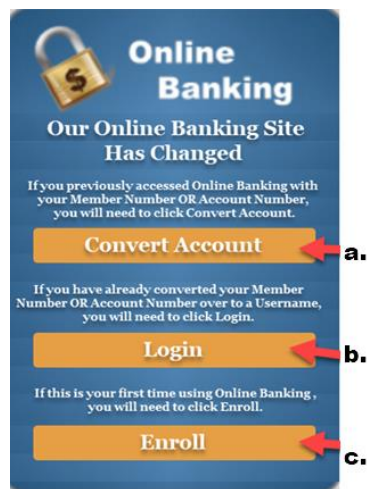 $
Online
Banking
Our Online Banking Site
Has Changed
If you previously accessed Online Banking with
your Member Number OR Account Number,
you will need to click Convert Account.
Convert Account
a.
If you have already converted your Member
Number OR Account Number over to a Username,
you will need to click Login.
Login
b.
If this is your first time using Online Banking ,
you will need to click Enroll.
Enroll
c.